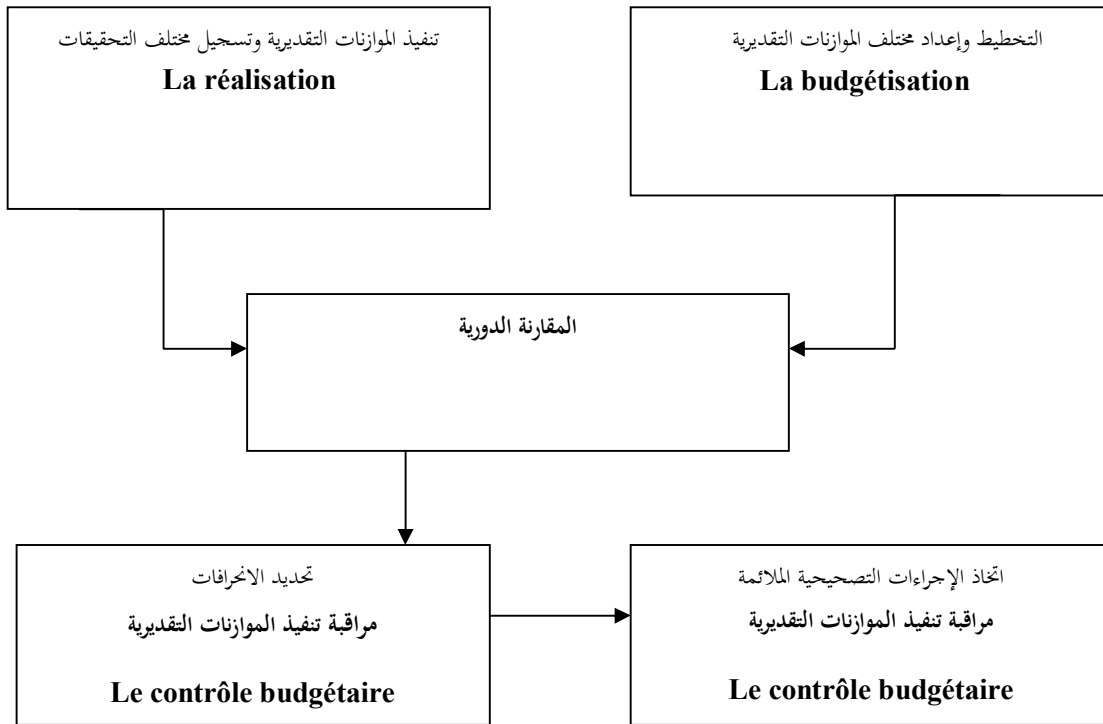 التخطيط وإعداد مختلف الموازنات التقديرية
La budgétisation
تنفيذ الموازنات التقديرية وتسجيل مختلف التحقيقات
La réalisation
المقارنة الدورية
تحديد الانحرافات
مراقبة تنفيذ الموازنات التقديرية
Le contrôle budgétaire
اتخاذ الإجراءات التصحيحية الملائمة
مراقبة تنفيذ الموازنات التقديرية
Le contrôle budgétaire